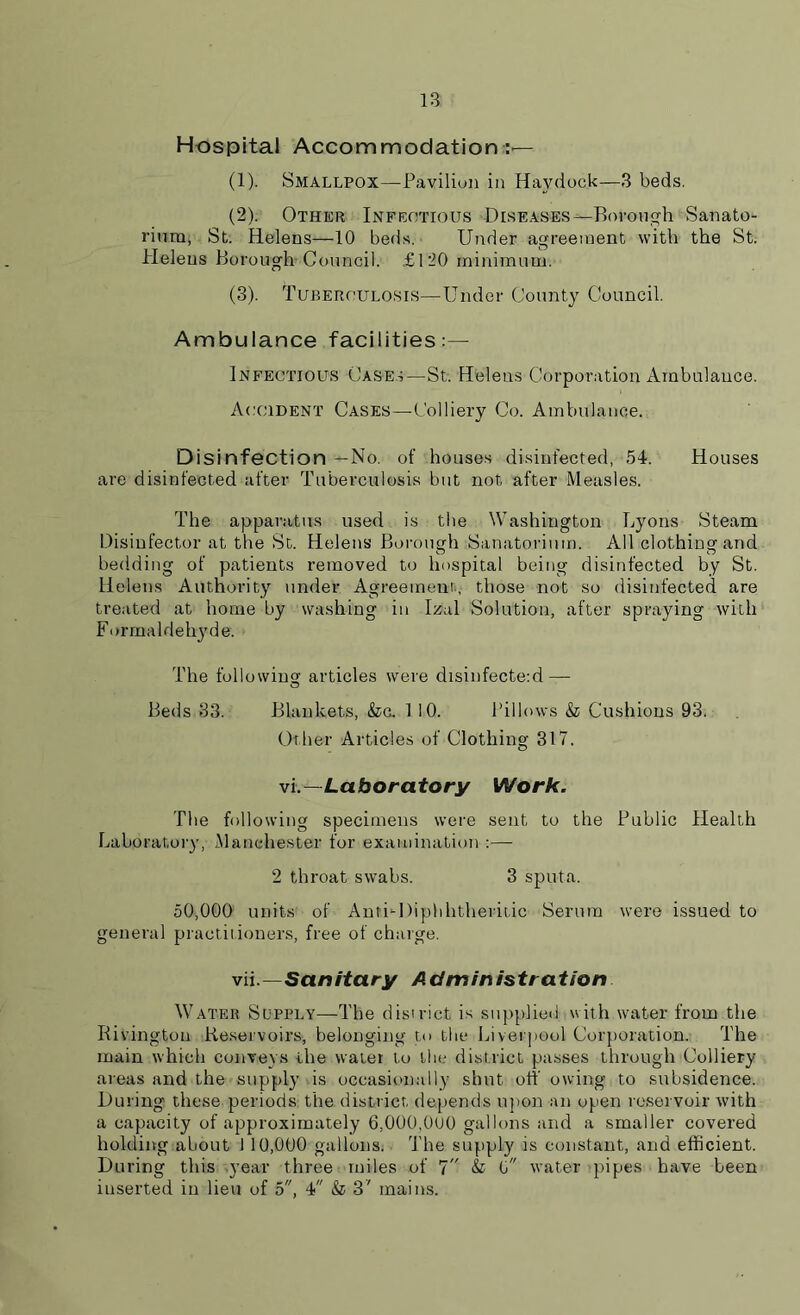 13
Hospital Accommodation:—
(1). SMALLPOX—Pavilion in Haydock—3 beds.
(2). OTHER INFECTIOUS DISEASES—Borough Sanato-
rium, St. Helens—10 beds. Under agreement with the St.
Helens Borough Council. £120 minimum.
(3). TUBERCULOSIS—Under County Council.
Ambulance facilities:—
INFECTIOUS CASES—St. Helens Corporation Ambulance.
ACCIDENT CASES—Colliery Co. Ambulance.
Disinfection—No. of houses disinfected, 54. Houses
are disinfected after Tuberculosis but not after Measles.
The apparatus used is the Washington Lyons Steam
Disinfector at the St. Helens Borough Sanatorium. All clothing and
bedding of patients removed to hospital being disinfected by St.
Helens Authority under Agreement, those not so disinfected are
treated at home by washing in Izal Solution, after spraying with
Formaldehyde.
The following articles were disinfecte:d—
Beds 33. Blankets, &c. 110. Pillows & Cushions 93.
Other Articles of Clothing 317.
vi.—Laboratory Work.
The following specimens were sent to the Public Health
Laboratory, Manchester for examination :—
2 throat swabs. 3 sputa.
50,000 units of Anti-Diphhtheritic Serum were issued to
general practitioners, free of charge.
vii.—Sanitary Administration
WATER SUPPLY—The district is supplied with water from the
Rivington Reservoirs, belonging to the Liverpool Corporation. The
main which conveys the water to the district passes through Colliery
areas and the supply is occasionally shut off owing to subsidence.
During these periods the district depends upon an open reservoir with
a capacity of approximately 6,000,000 gallons and a smaller covered
holding about 110,000 gallons. The supply is constant, and efficient.
During this year three miles of 7" & 6" water pipes have been
inserted in lieu of 5", 4" & 3' mains.